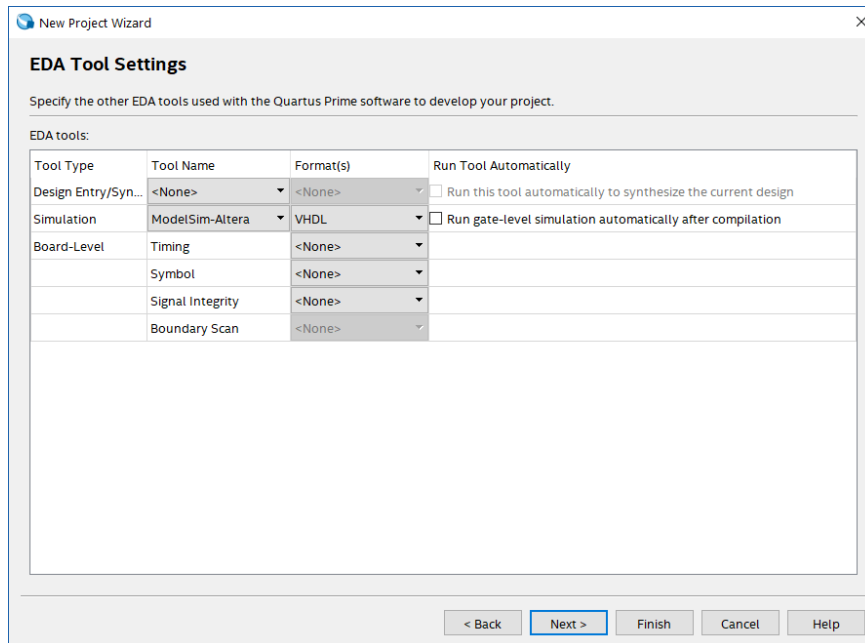 New Project Wizard
EDA Tool Settings
Specify the other EDA tools used with the Quartus Prime software to develop your project.
EDA tools:
Tool Type Tool Name Format(s) Run Tool Automatically
Design Entry/Syn... <None> <None> Run this tool automatically to synthesize the current design
Simulation ModelSim-Altera VHDL Run gate-level simulation automatically after compilation
Board-Level Timing <None>
Symbol <None>
Signal Integrity <None>
Boundary Scan <None>
< Back Next > Finish Cancel Help